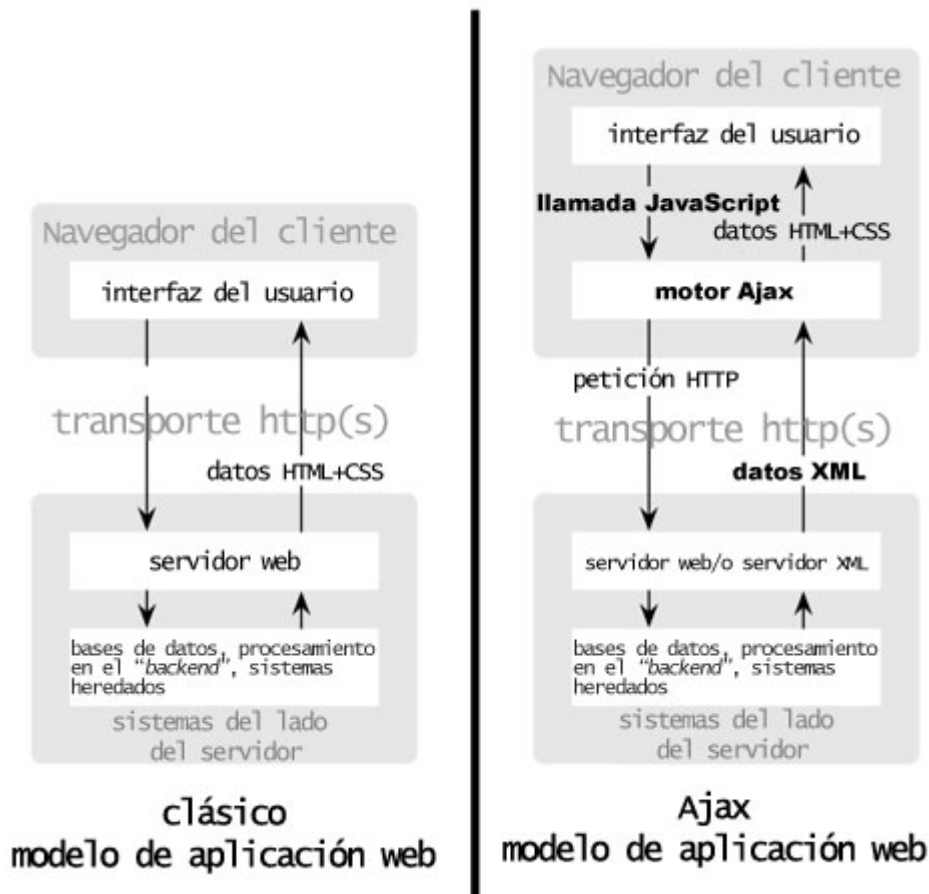 Navegador del cliente
interfaz del usuario
transporte http(s)
datos HTML+CSS
servidor web
bases de datos, procesamiento
en el “backend”, sistemas
heredados
sistemas del lado
del servidor
clásico
modelo de aplicación web
Navegador del cliente
interfaz del usuario
llamada JavaScript
datos HTML+CSS
motor Ajax
petición HTTP
transporte http(s)
datos XML
servidor web/o servidor XML
bases de datos, procesamiento
en el “backend”, sistemas
heredados
sistemas del lado
del servidor
Ajax
modelo de aplicación web